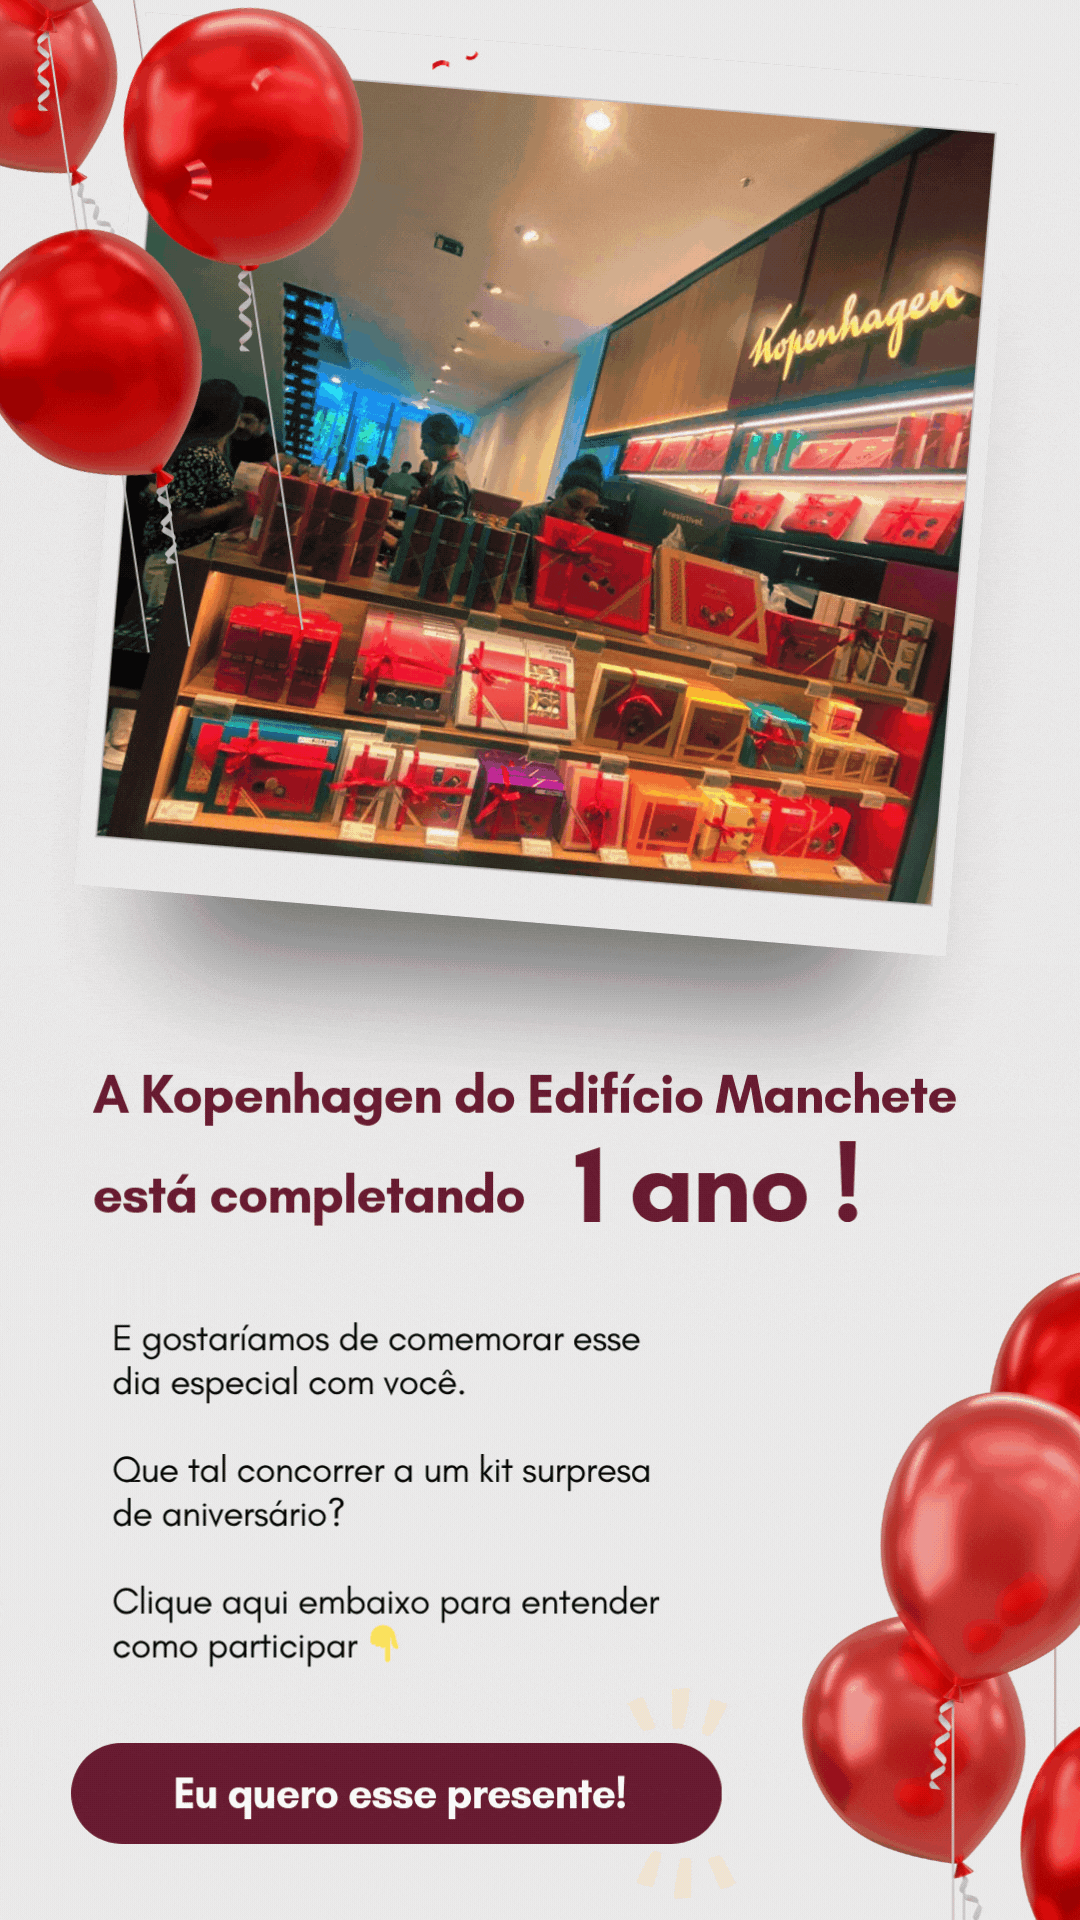 Kopenhagen
Irresistível.
A Kopenhagen do Edifício Manchete
está completando 1 ano !
E gostaríamos de comemorar esse
dia especial com você.
Que tal concorrer a um kit surpresa
de aniversário?
Clique aqui embaixo para entender
como participar 👇
Eu quero esse presente!